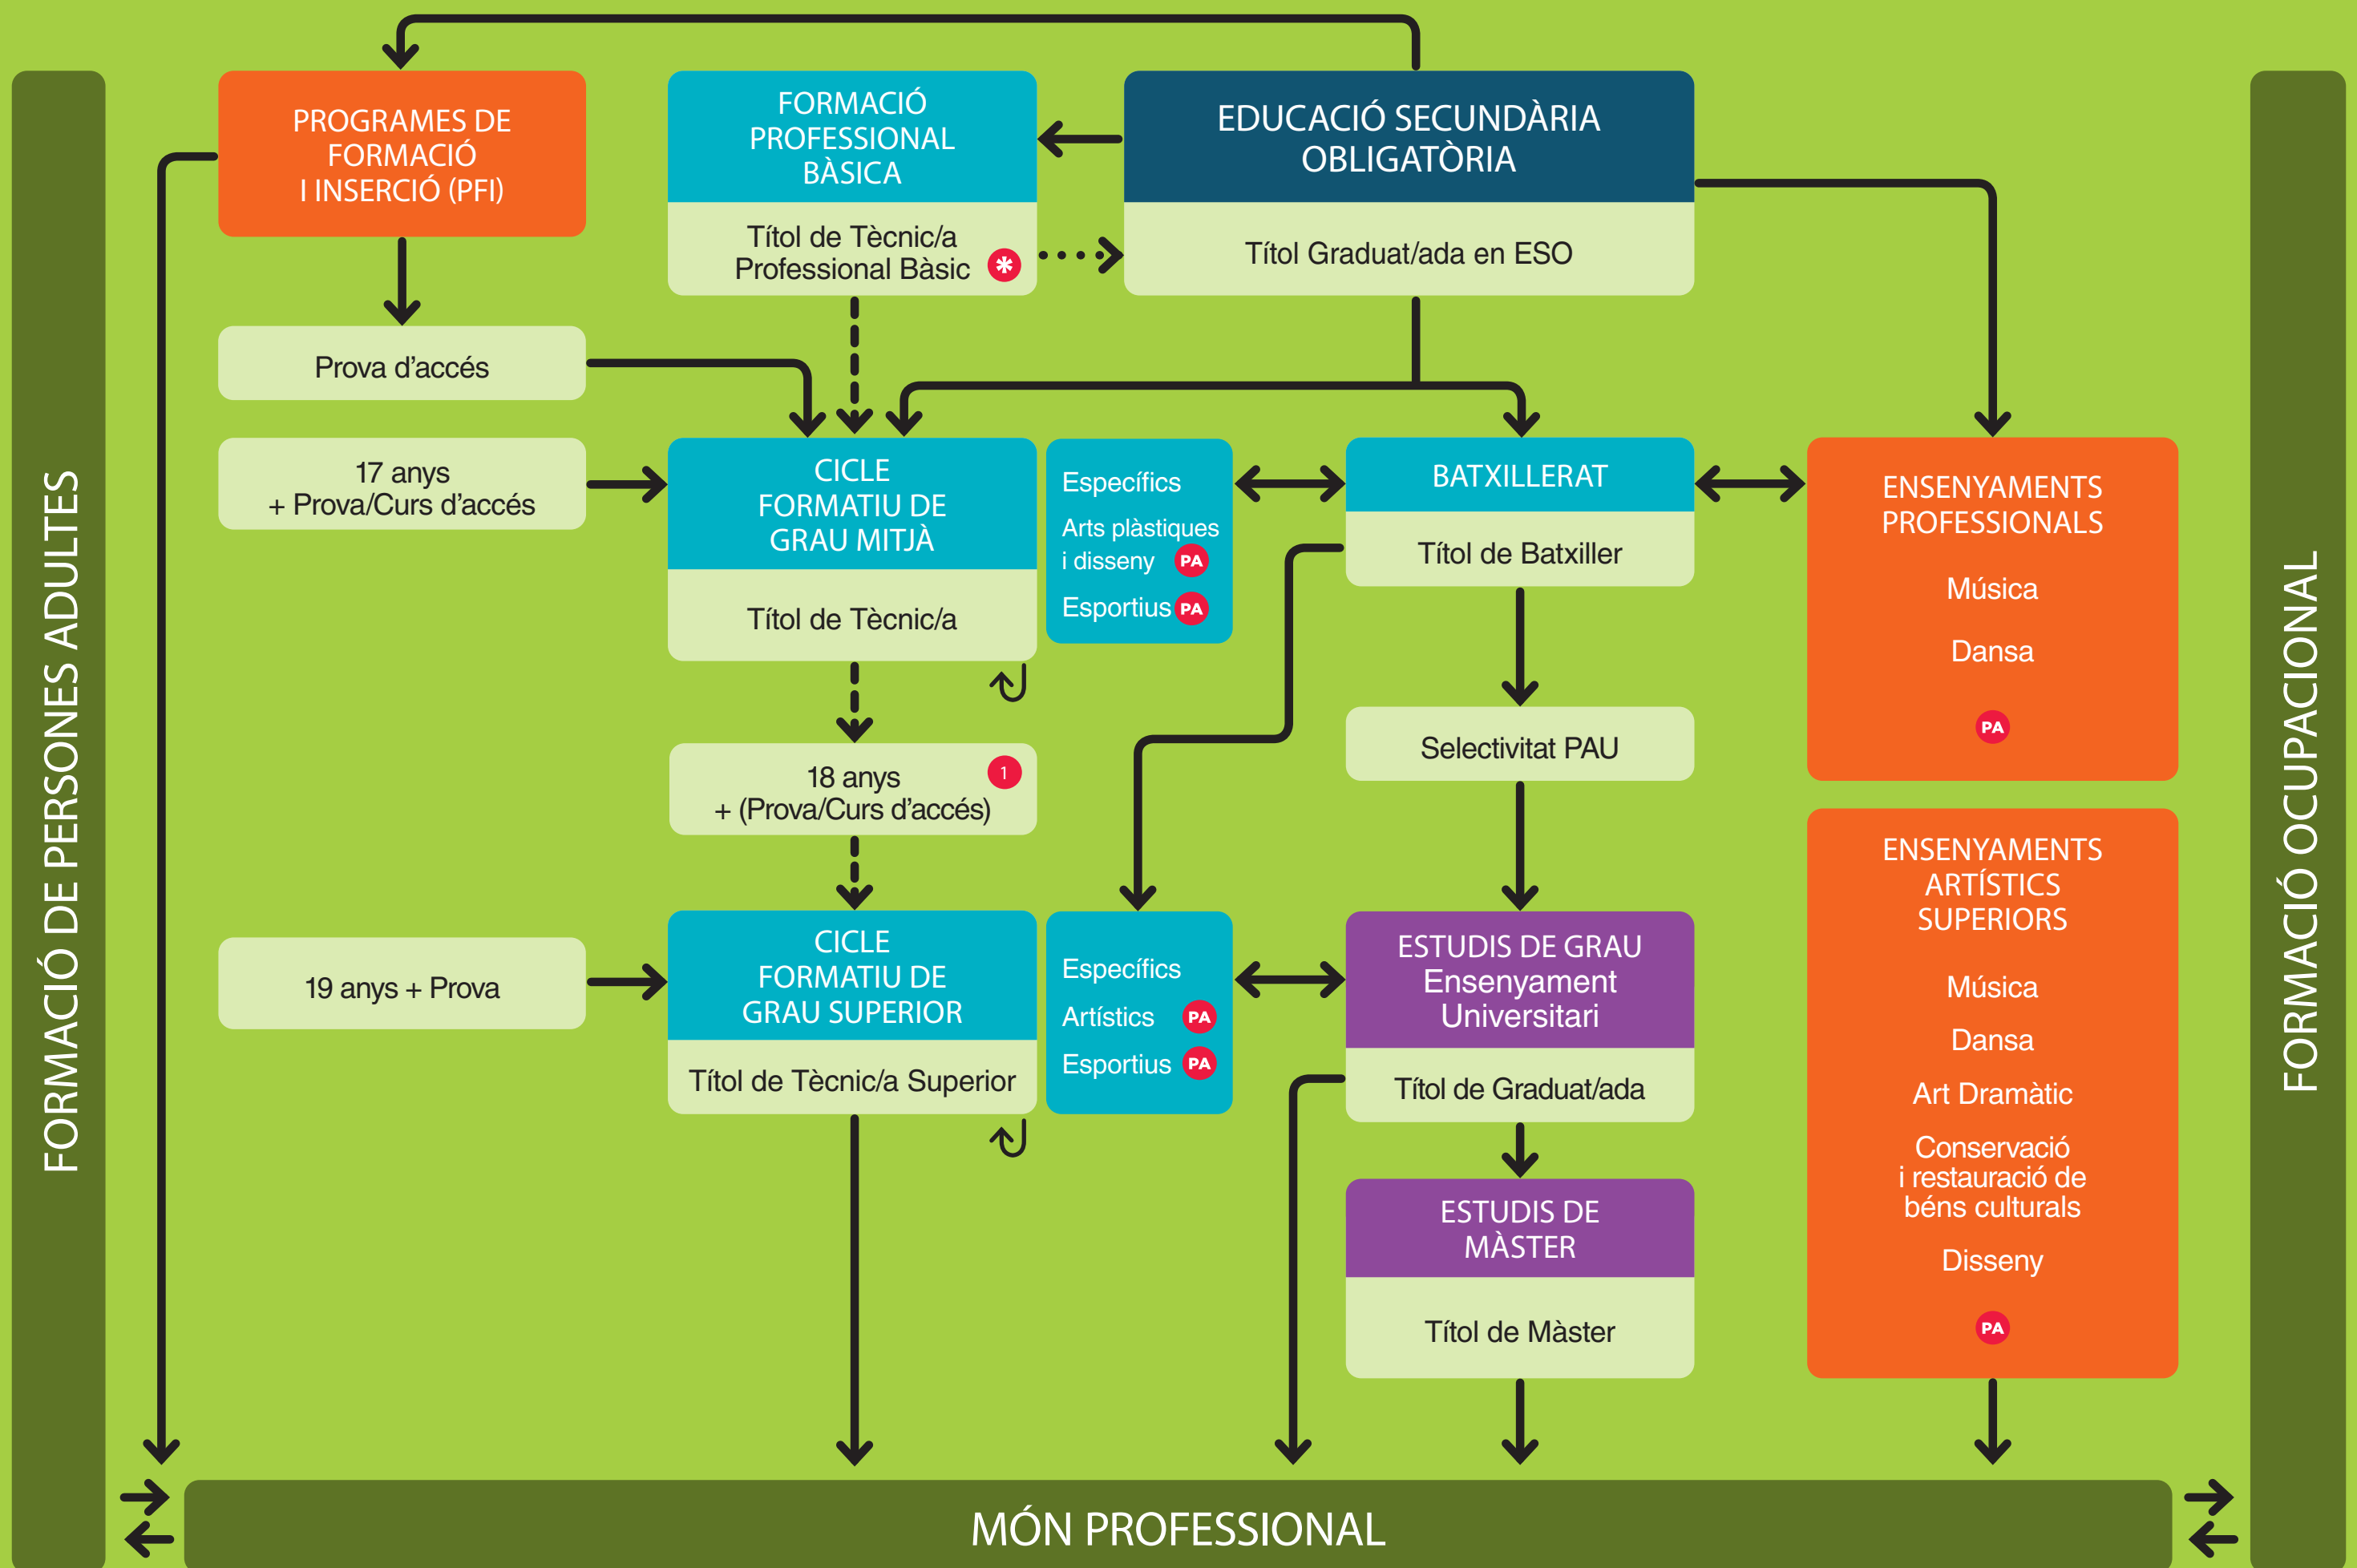 FORMACIÓ DE PERSONES ADULTES
PROGRAMES DE
FORMACIÓ
I INSERCIÓ (PFI)
FORMACIÓ
PROFESSIONAL
BÀSICA
Títol de Tècnic/a
Professional Bàsic *
EDUCACIÓ SECUNDÀRIA
OBLIGATÒRIA
Títol Graduat/ada en ESO
Prova d'accés
17 anys
+ Prova/Curs d'accés
CICLE
FORMATIU DE
GRAU MITJÀ
Títol de Tècnic/a
Específics
Arts plàstiques
i disseny PA
Esportius PA
BATXILLERAT
Títol de Batxiller
ENSENYAMENTS
PROFESSIONALS
Música
Dansa
PA
18 anys 1
+ (Prova/Curs d'accés)
Selectivitat PAU
19 anys + Prova
CICLE
FORMATIU DE
GRAU SUPERIOR
Títol de Tècnic/a Superior
Específics
Artístics PA
Esportius PA
ESTUDIS DE GRAU
Ensenyament
Universitari
Títol de Graduat/ada
ESTUDIS DE
MÀSTER
Títol de Màster
ENSENYAMENTS
ARTÍSTICS
SUPERIORS
Música
Dansa
Art Dramàtic
Conservació
i restauració de
béns culturals
Disseny
PA
FORMACIÓ OCUPACIONAL
MÓN PROFESSIONAL